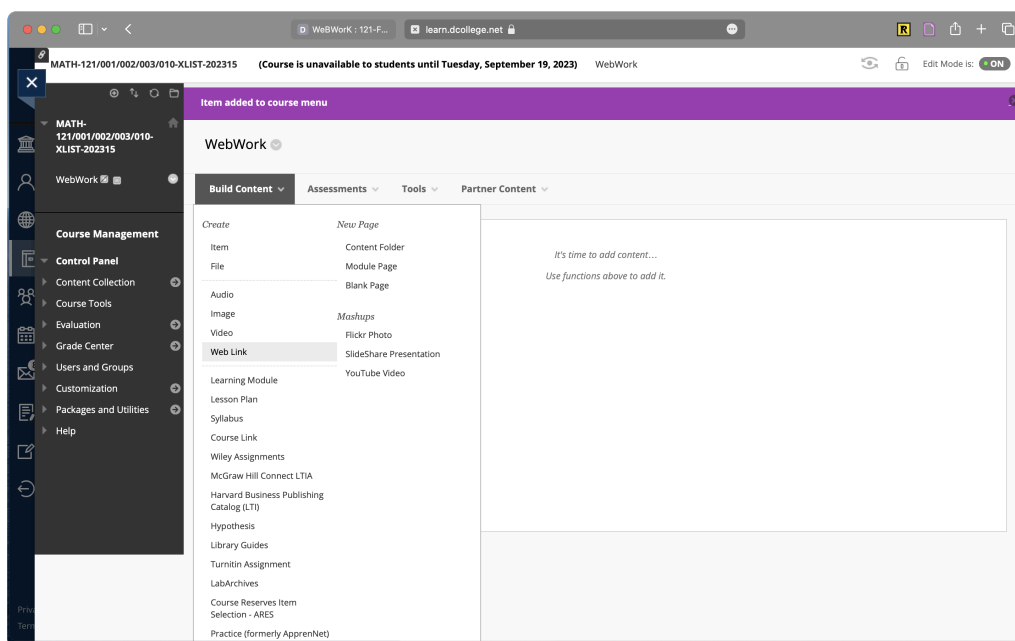 D WeBWorK : 121-F...
learn.dcollege.net
R
MATH-121/001/002/003/010-XLIST-202315 (Course is unavailable to students until Tuesday, September 19, 2023) WebWork
Edit Mode is: ON
Item added to course menu
MATH-
121/001/002/003/010-
XLIST-202315
WebWork
WebWork
Build Content Assessments Tools Partner Content
Course Management
Control Panel
Content Collection
Course Tools
Evaluation
Grade Center
Users and Groups
Customization
Packages and Utilities
Help
Create
Item
File
Audio
Image
Video
Web Link
Learning Module
Lesson Plan
Syllabus
Course Link
Wiley Assignments
McGraw Hill Connect LTIA
Harvard Business Publishing
Catalog (LTI)
Hypothesis
Library Guides
Turnitin Assignment
LabArchives
Course Reserves Item
Selection - ARES
Practice (formerly ApprenNet)
New Page
Content Folder
Module Page
Blank Page
Mashups
Flickr Photo
SlideShare Presentation
YouTube Video
It's time to add content...
Use functions above to add it.
Priva
Term